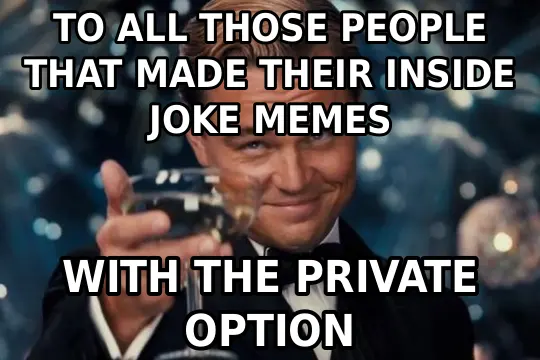 TO ALL THOSE PEOPLE
THAT MADE THEIR INSIDE
JOKE MEMES
WITH THE PRIVATE
OPTION